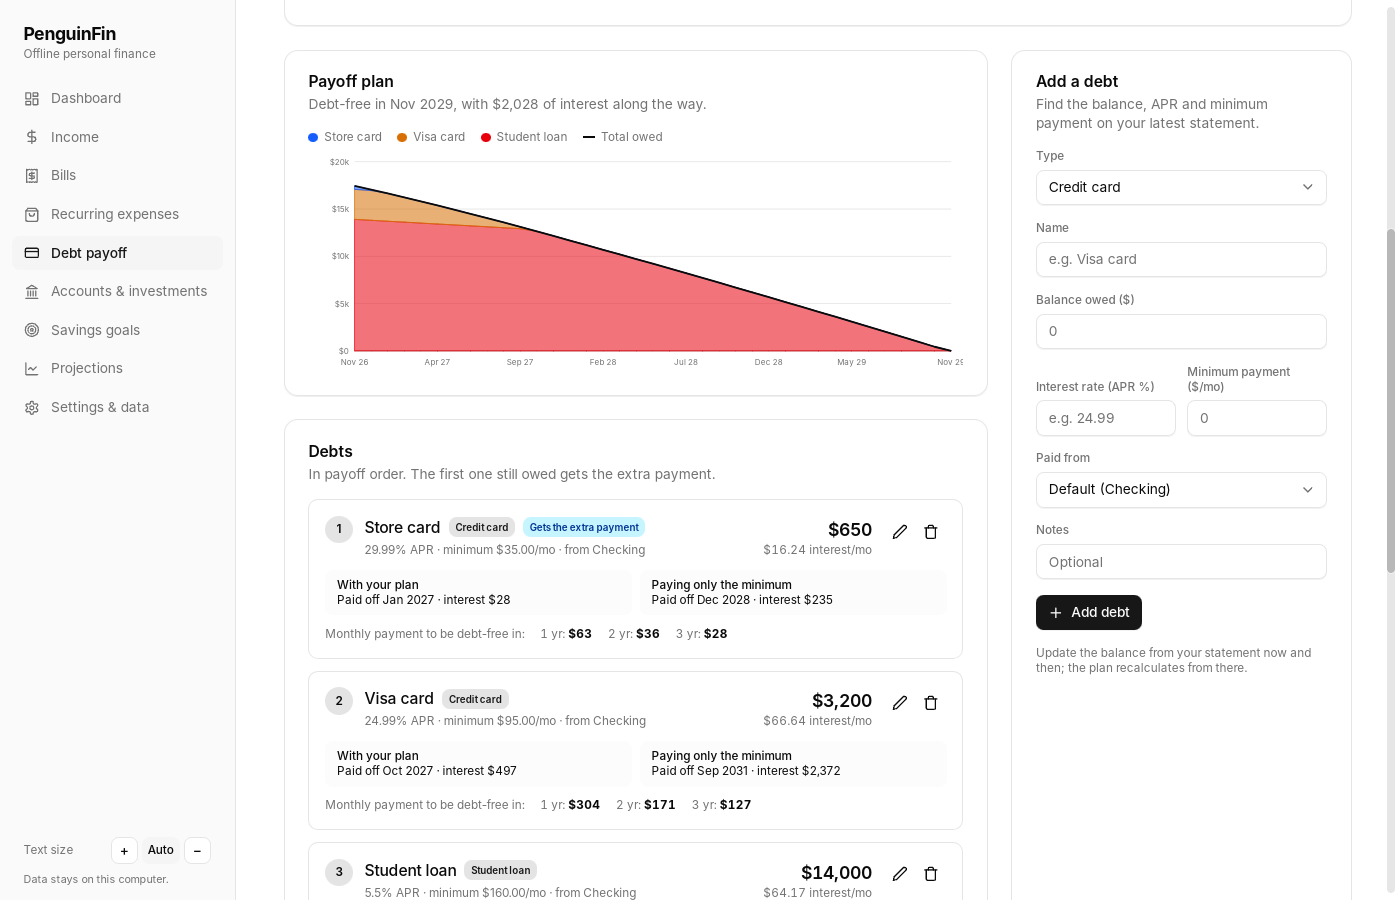 PenguinFin
Offline personal finance
Dashboard
Income
Bills
Recurring expenses
Debt payoff
Accounts & investments
Savings goals
Projections
Settings & data
Text size
+ Auto −
Data stays on this computer.
Payoff plan
Debt-free in Nov 2029, with $2,028 of interest along the way.
Store card Visa card Student loan Total owed
$20k
$15k
$10k
$5k
$0
Nov 26 Apr 27 Sep 27 Feb 28 Jul 28 Dec 28 May 29 Nov 29
Debts
In payoff order. The first one still owed gets the extra payment.
1 Store card Credit card Gets the extra payment $650
29.99% APR · minimum $35.00/mo · from Checking $16.24 interest/mo
With your plan
Paid off Jan 2027 · interest $28
Paying only the minimum
Paid off Dec 2028 · interest $235
Monthly payment to be debt-free in: 1 yr: $63 2 yr: $36 3 yr: $28
2 Visa card Credit card $3,200
24.99% APR · minimum $95.00/mo · from Checking $66.64 interest/mo
With your plan
Paid off Oct 2027 · interest $497
Paying only the minimum
Paid off Sep 2031 · interest $2,372
Monthly payment to be debt-free in: 1 yr: $304 2 yr: $171 3 yr: $127
3 Student loan Student loan $14,000
5.5% APR · minimum $160.00/mo · from Checking $64.17 interest/mo
Add a debt
Find the balance, APR and minimum
payment on your latest statement.
Type
Credit card
Name
e.g. Visa card
Balance owed ($)
0
Interest rate (APR %)
e.g. 24.99
Minimum payment
($/mo)
0
Paid from
Default (Checking)
Notes
Optional
+ Add debt
Update the balance from your statement now and
then; the plan recalculates from there.